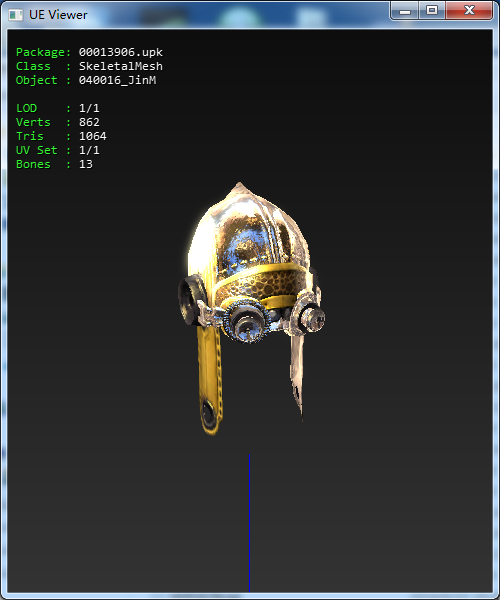 UE Viewer
Package: 00013906.upk
Class : SkeletalMesh
Object : 040016_JinM
LOD : 1/1
Verts : 862
Tris : 1064
UV Set : 1/1
Bones : 13